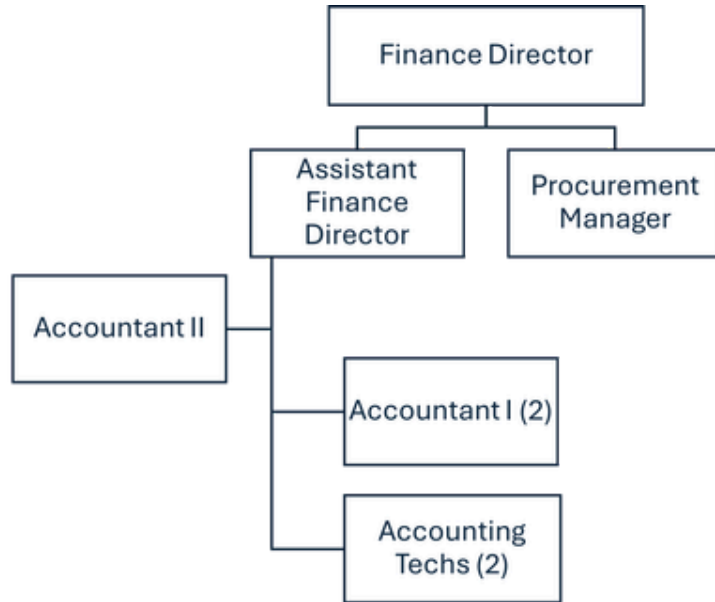 Finance Director
Assistant
Finance
Director
Procurement
Manager
Accountant II
Accountant I (2)
Accounting
Techs (2)